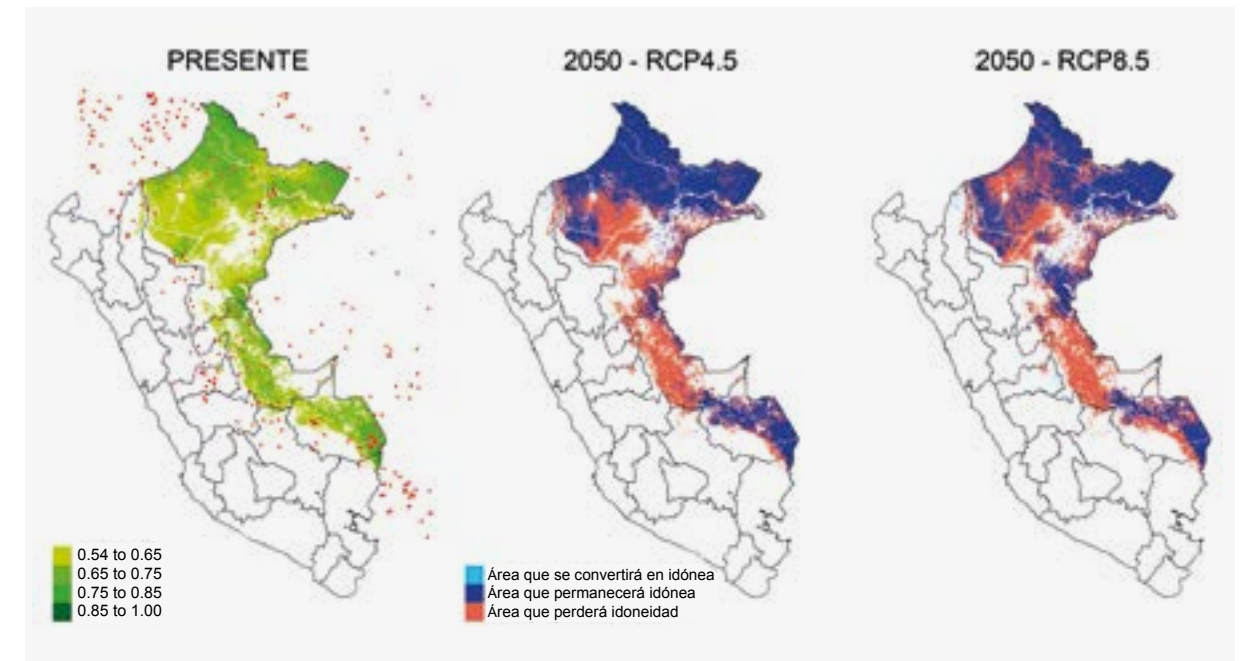 PRESENTE
2050 - RCP4.5
2050 - RCP8.5
0.54 to 0.65
0.65 to 0.75
0.75 to 0.85
0.85 to 1.00
Área que se convertirá en idónea
Área que permanecerá idónea
Área que perderá idoneidad